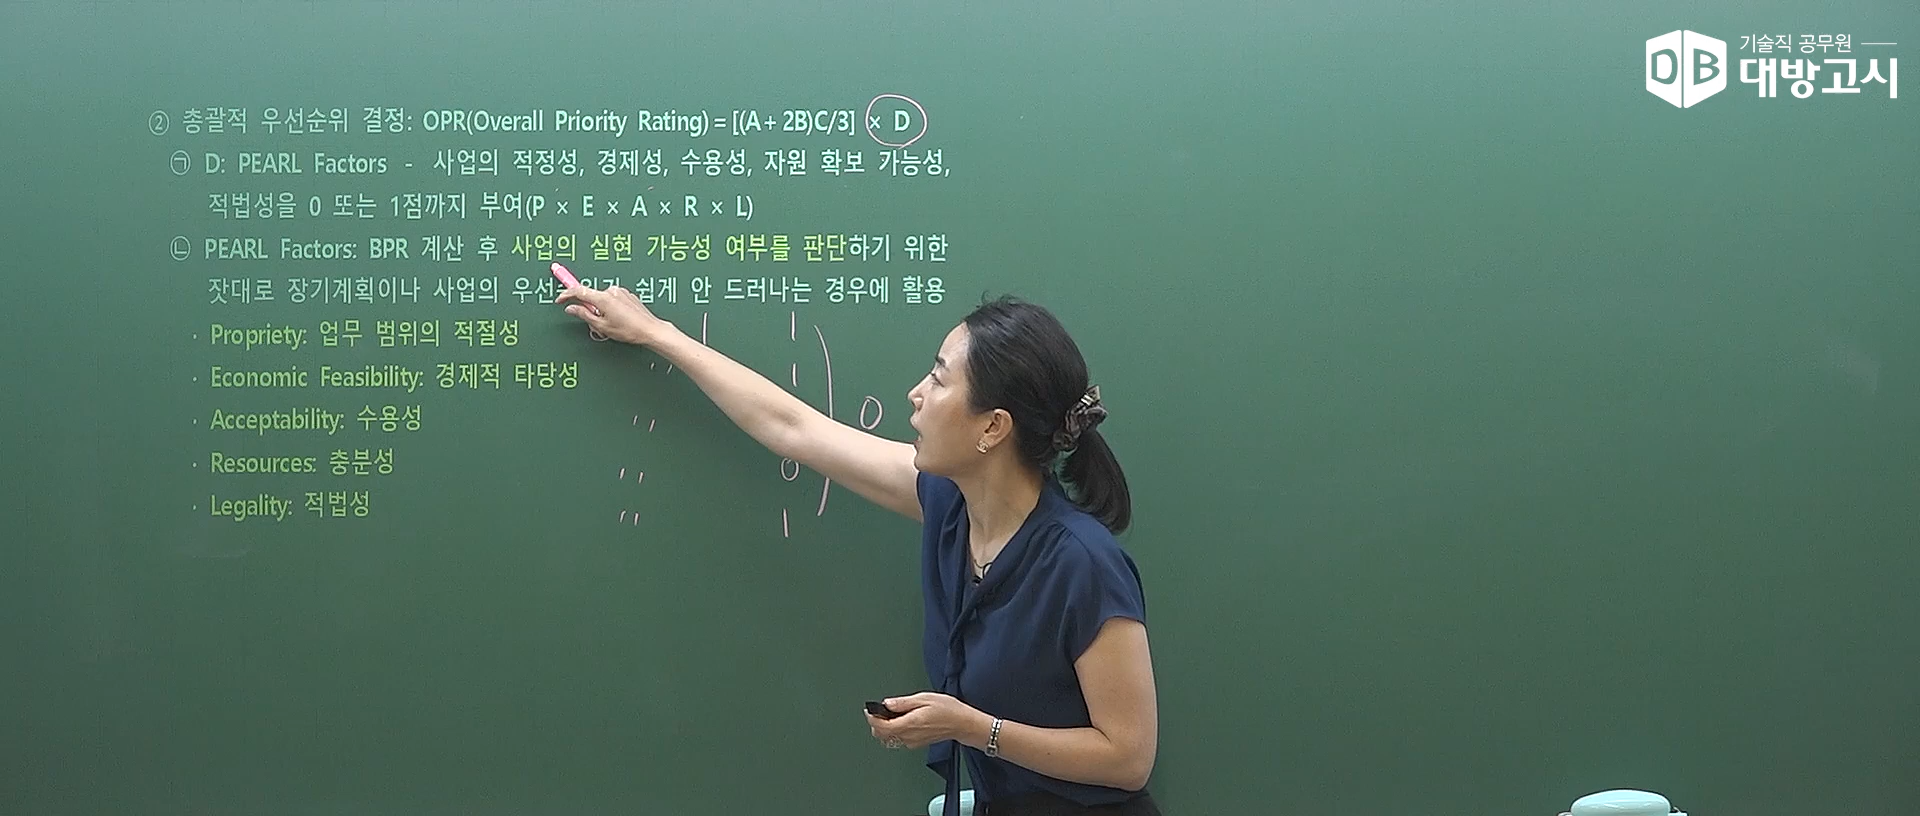 기술직 공무원
DB 대방고시
② 총괄적 우선순위 결정: OPR(Overall Priority Rating) = [(A + 2B)C/3] × D
㉠ D: PEARL Factors - 사업의 적정성, 경제성, 수용성, 자원 확보 가능성,
적법성을 0 또는 1점까지 부여(P × E × A × R × L)
㉡ PEARL Factors: BPR 계산 후 사업의 실현 가능성 여부를 판단하기 위한
잣대로 장기계획이나 사업의 쉽게 안 드러나는 경우에 활용
· Propriety: 업무 범위의 적절성
· Economic Feasibility: 경제적 타당성
· Acceptability: 수용성
· Resources: 충분성
· Legality: 적법성
1
1
0
0
1